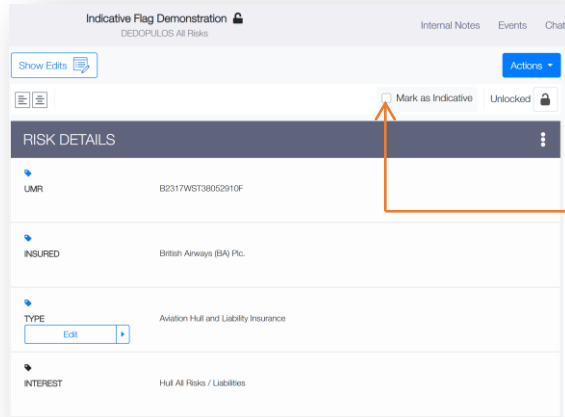 Indicative Flag Demonstration
DEDOPULOS All Risks
Internal Notes Events Chat
Show Edits
Actions
Mark as Indicative Unlocked
RISK DETAILS
UMR B2317WST38052910F
INSURED British Airways (BA) Plc.
TYPE Aviation Hull and Liability Insurance
Edit
INTEREST Hull All Risks / Liabilities